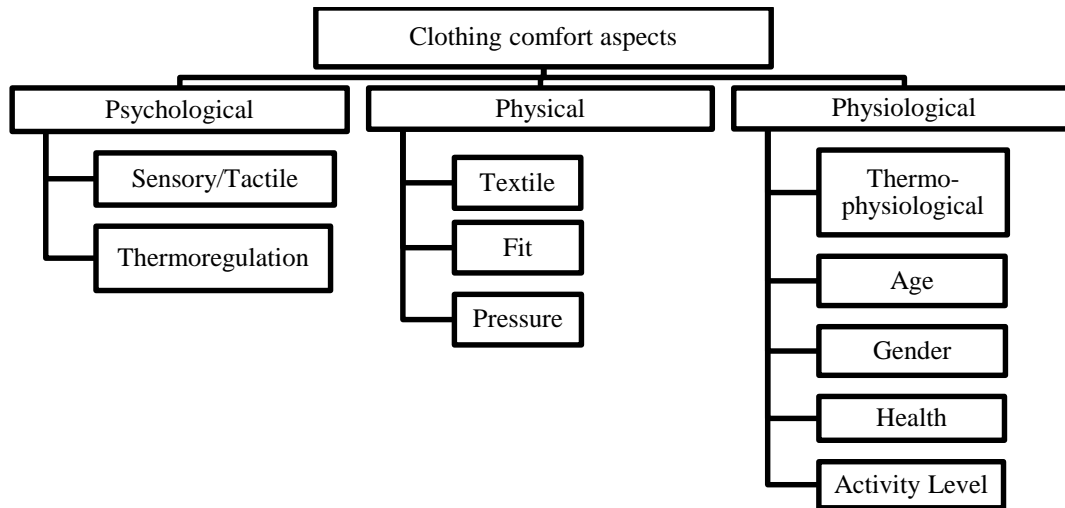 Clothing comfort aspects
Psychological
Sensory/Tactile
Thermoregulation
Physical
Textile
Fit
Pressure
Physiological
Thermo-
physiological
Age
Gender
Health
Activity Level